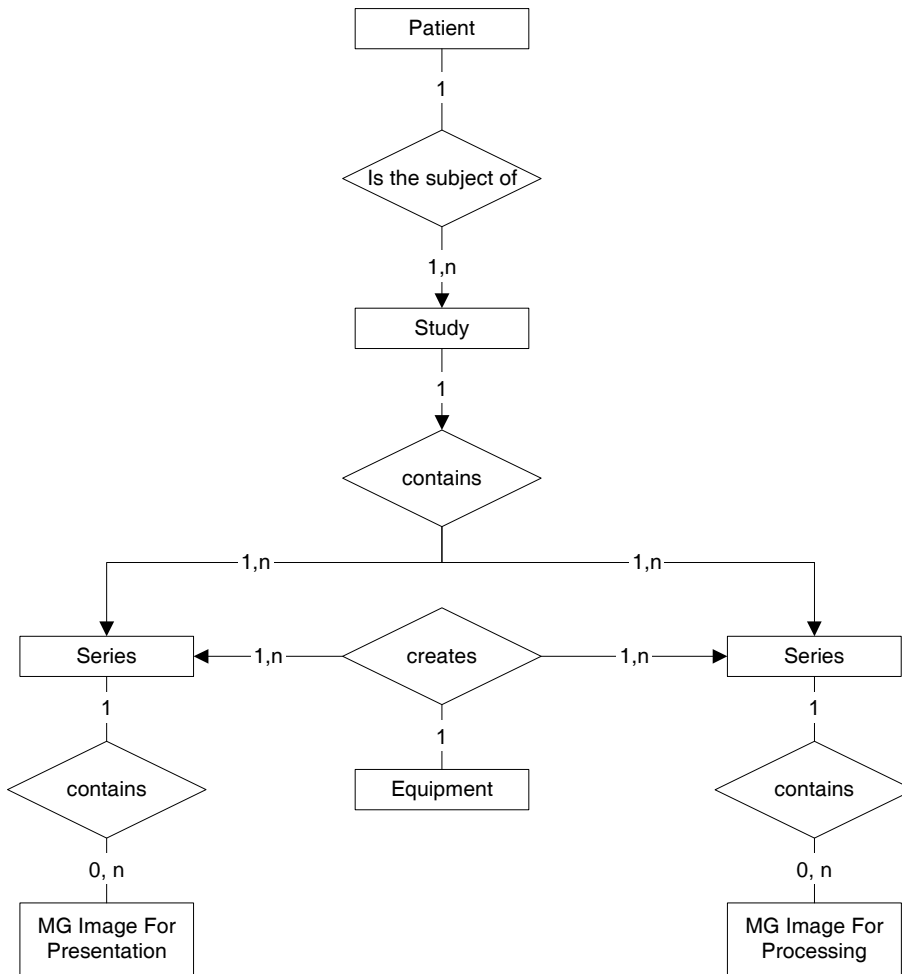 Patient
1
Is the subject of
1,n
Study
1
contains
1,n
1,n
Series
1,n
creates
1,n
Series
1
1
1
contains
Equipment
contains
0, n
0, n
MG Image For
Presentation
MG Image For
Processing